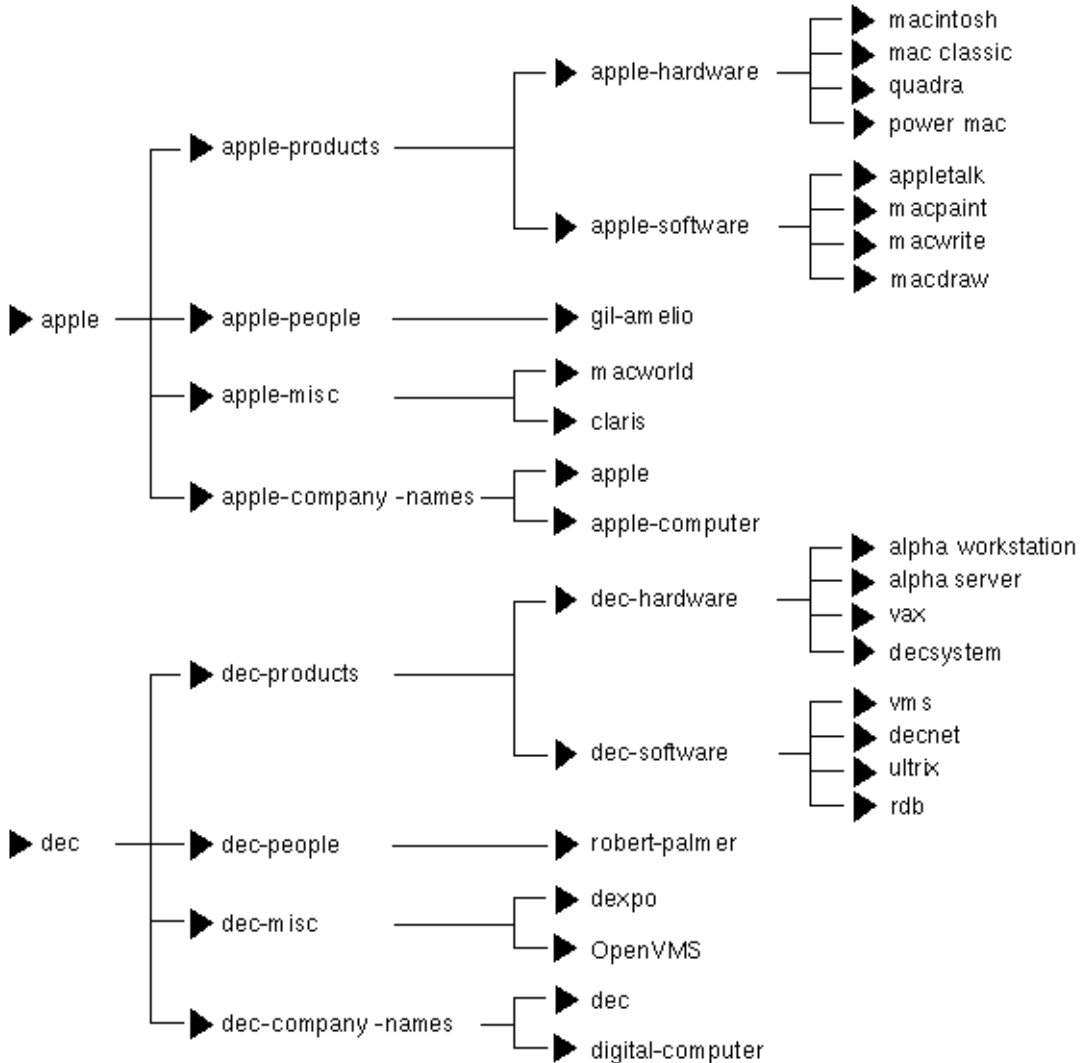 macintosh
mac classic
apple-hardware
quadra
power mac
apple-products
appletalk
macpaint
apple-software
macwrite
macdraw
apple
apple-people
gil-amelio
macworld
apple-misc
claris
apple
apple-company -names
apple-computer
alpha workstation
alpha server
dec-hardware
vax
decsystem
dec-products
vms
decnet
dec-software
ultrix
rdb
dec
dec-people
robert-palmer
dexpo
dec-misc
OpenVMS
dec
dec-company -names
digital-computer